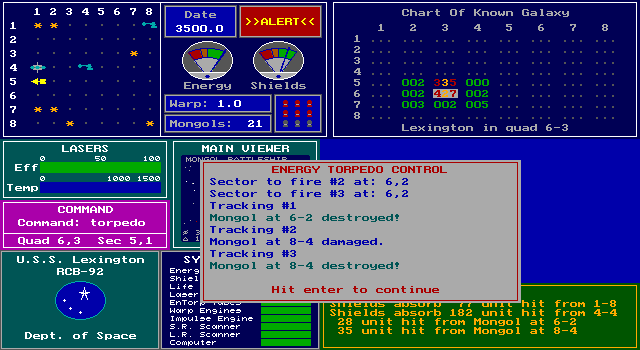 1 2 3 4 5 6 7 8
1
2
3
4
5
6
7
8
Date
3500.0
>>ALERT<<
Energy
Shields
Warp: 1.0
Mongols: 21
Chart Of Known Galaxy
1 2 3 4 5 6 7 8
1
2
3
4
5 002 335 000
6 002 002
7 003 002 005
8
Lexington in quad 6-3
LASERS
0 50 100
Eff
0 1000 1500
Temp
MAIN VIEWER
MONGOL BATTLESHIP
COMMAND
Command: torpedo
Quad 6,3 Sec 5,1
ENERGY TORPEDO CONTROL
Sector to fire #2 at: 6,2
Sector to fire #3 at: 6,2
Tracking #1
Mongol at 6-2 destroyed!
Tracking #2
Mongol at 8-4 damaged.
Tracking #3
Mongol at 8-4 destroyed!
Hit enter to continue
U.S.S. Lexington
RCB-92
Dept. of Space
SY
Energ
Shiel
Life
Laser
EnTorp Tubes
Warp Engines
Impulse Engine
S.R. Scanner
L.R. Scanner
Computer
Shields absorb 77 unit hit from 1-8
Shields absorb 182 unit hit from 4-4
28 unit hit from Mongol at 6-2
35 unit hit from Mongol at 8-4